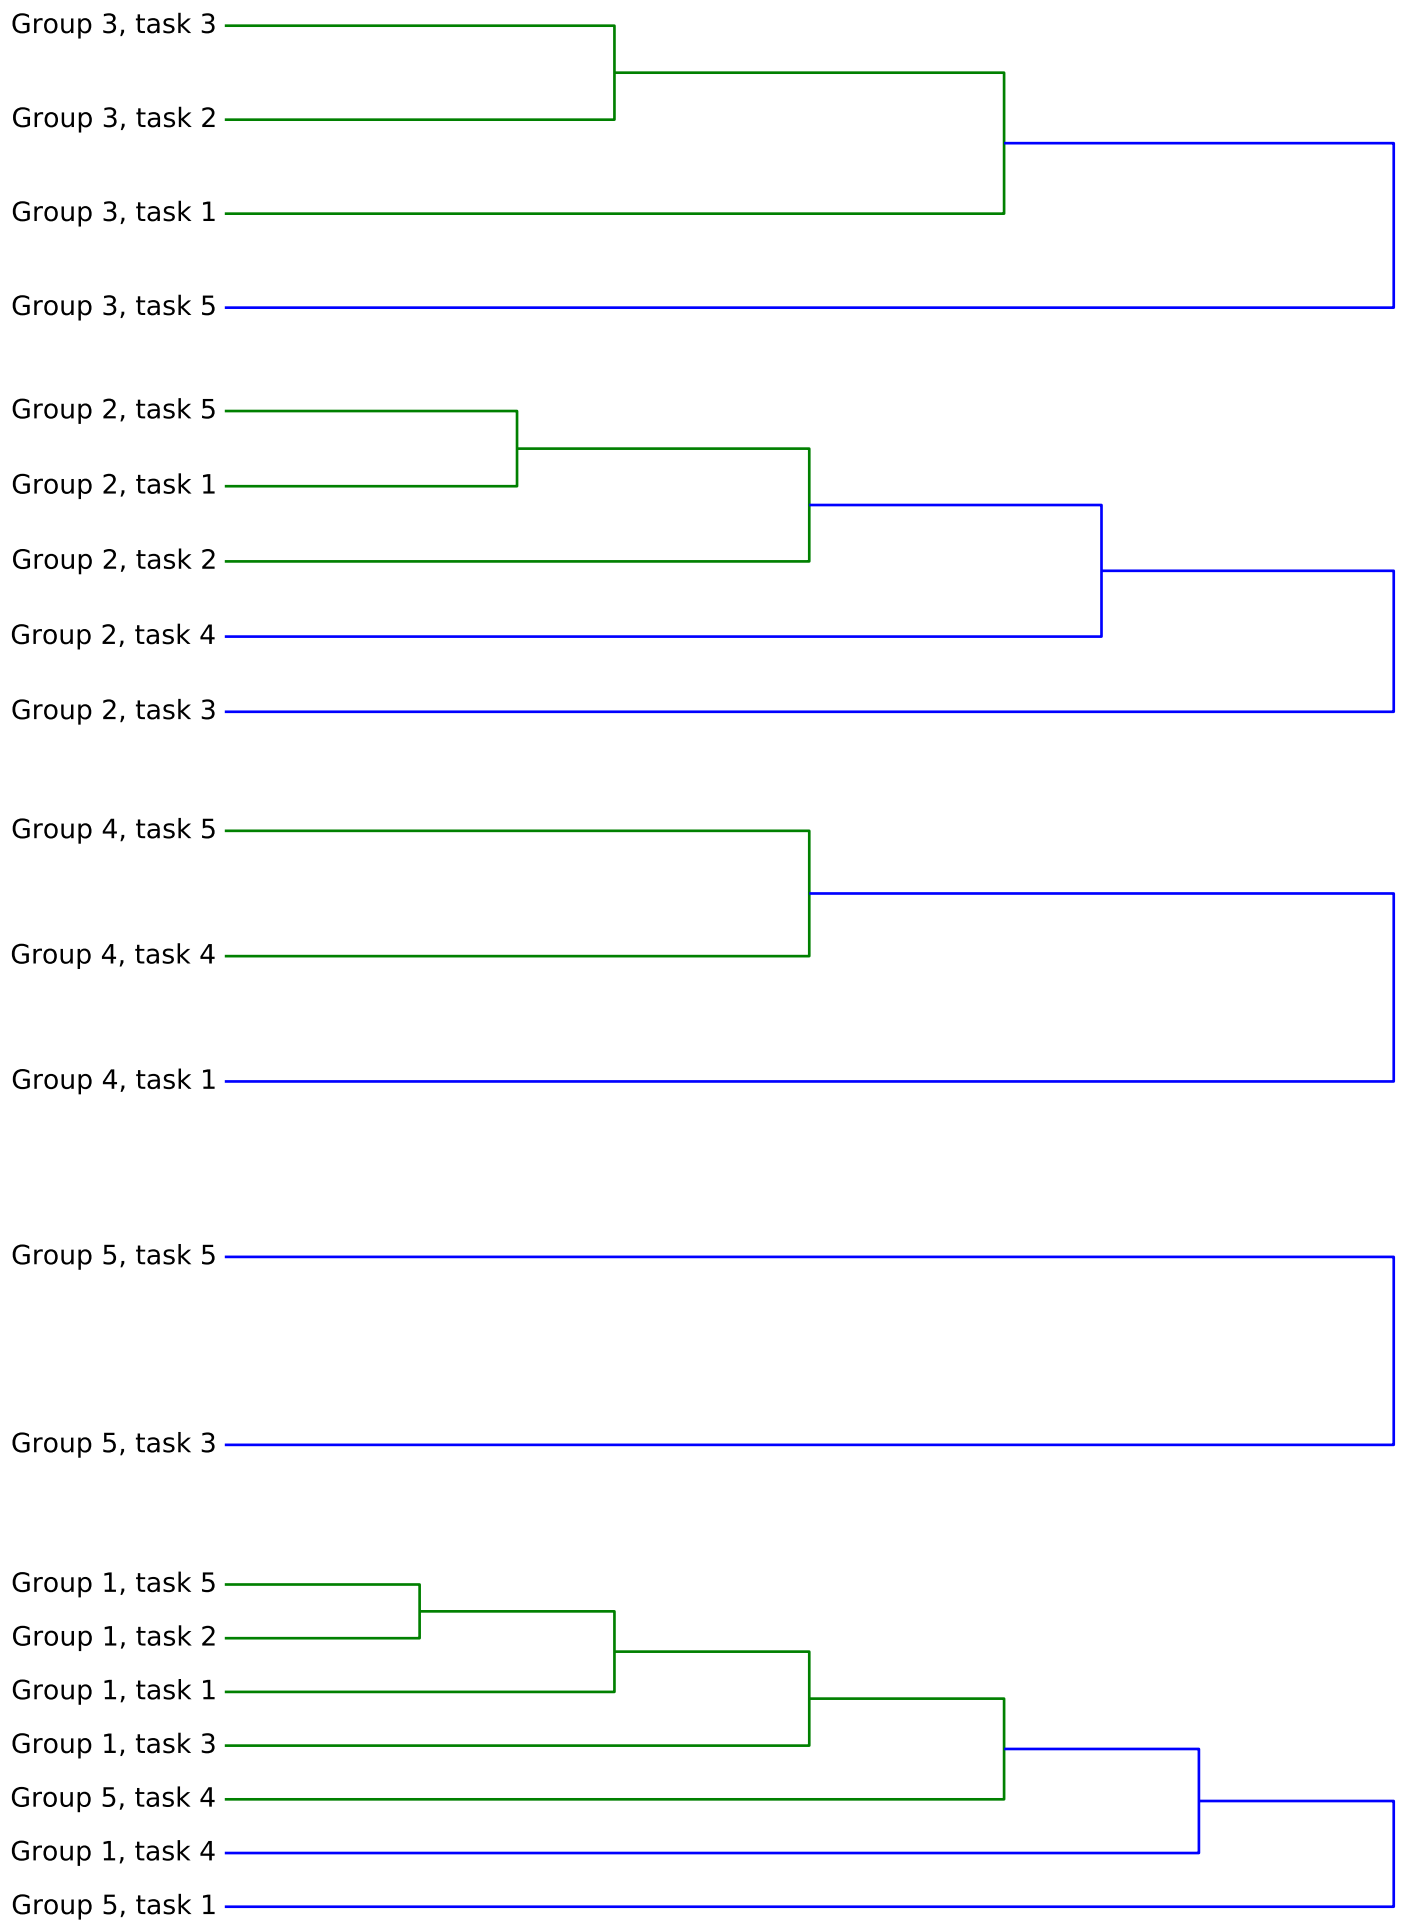 Group 3, task 3
Group 3, task 2
Group 3, task 1
Group 3, task 5
Group 2, task 5
Group 2, task 1
Group 2, task 2
Group 2, task 4
Group 2, task 3
Group 4, task 5
Group 4, task 4
Group 4, task 1
Group 5, task 5
Group 5, task 3
Group 1, task 5
Group 1, task 2
Group 1, task 1
Group 1, task 3
Group 5, task 4
Group 1, task 4
Group 5, task 1